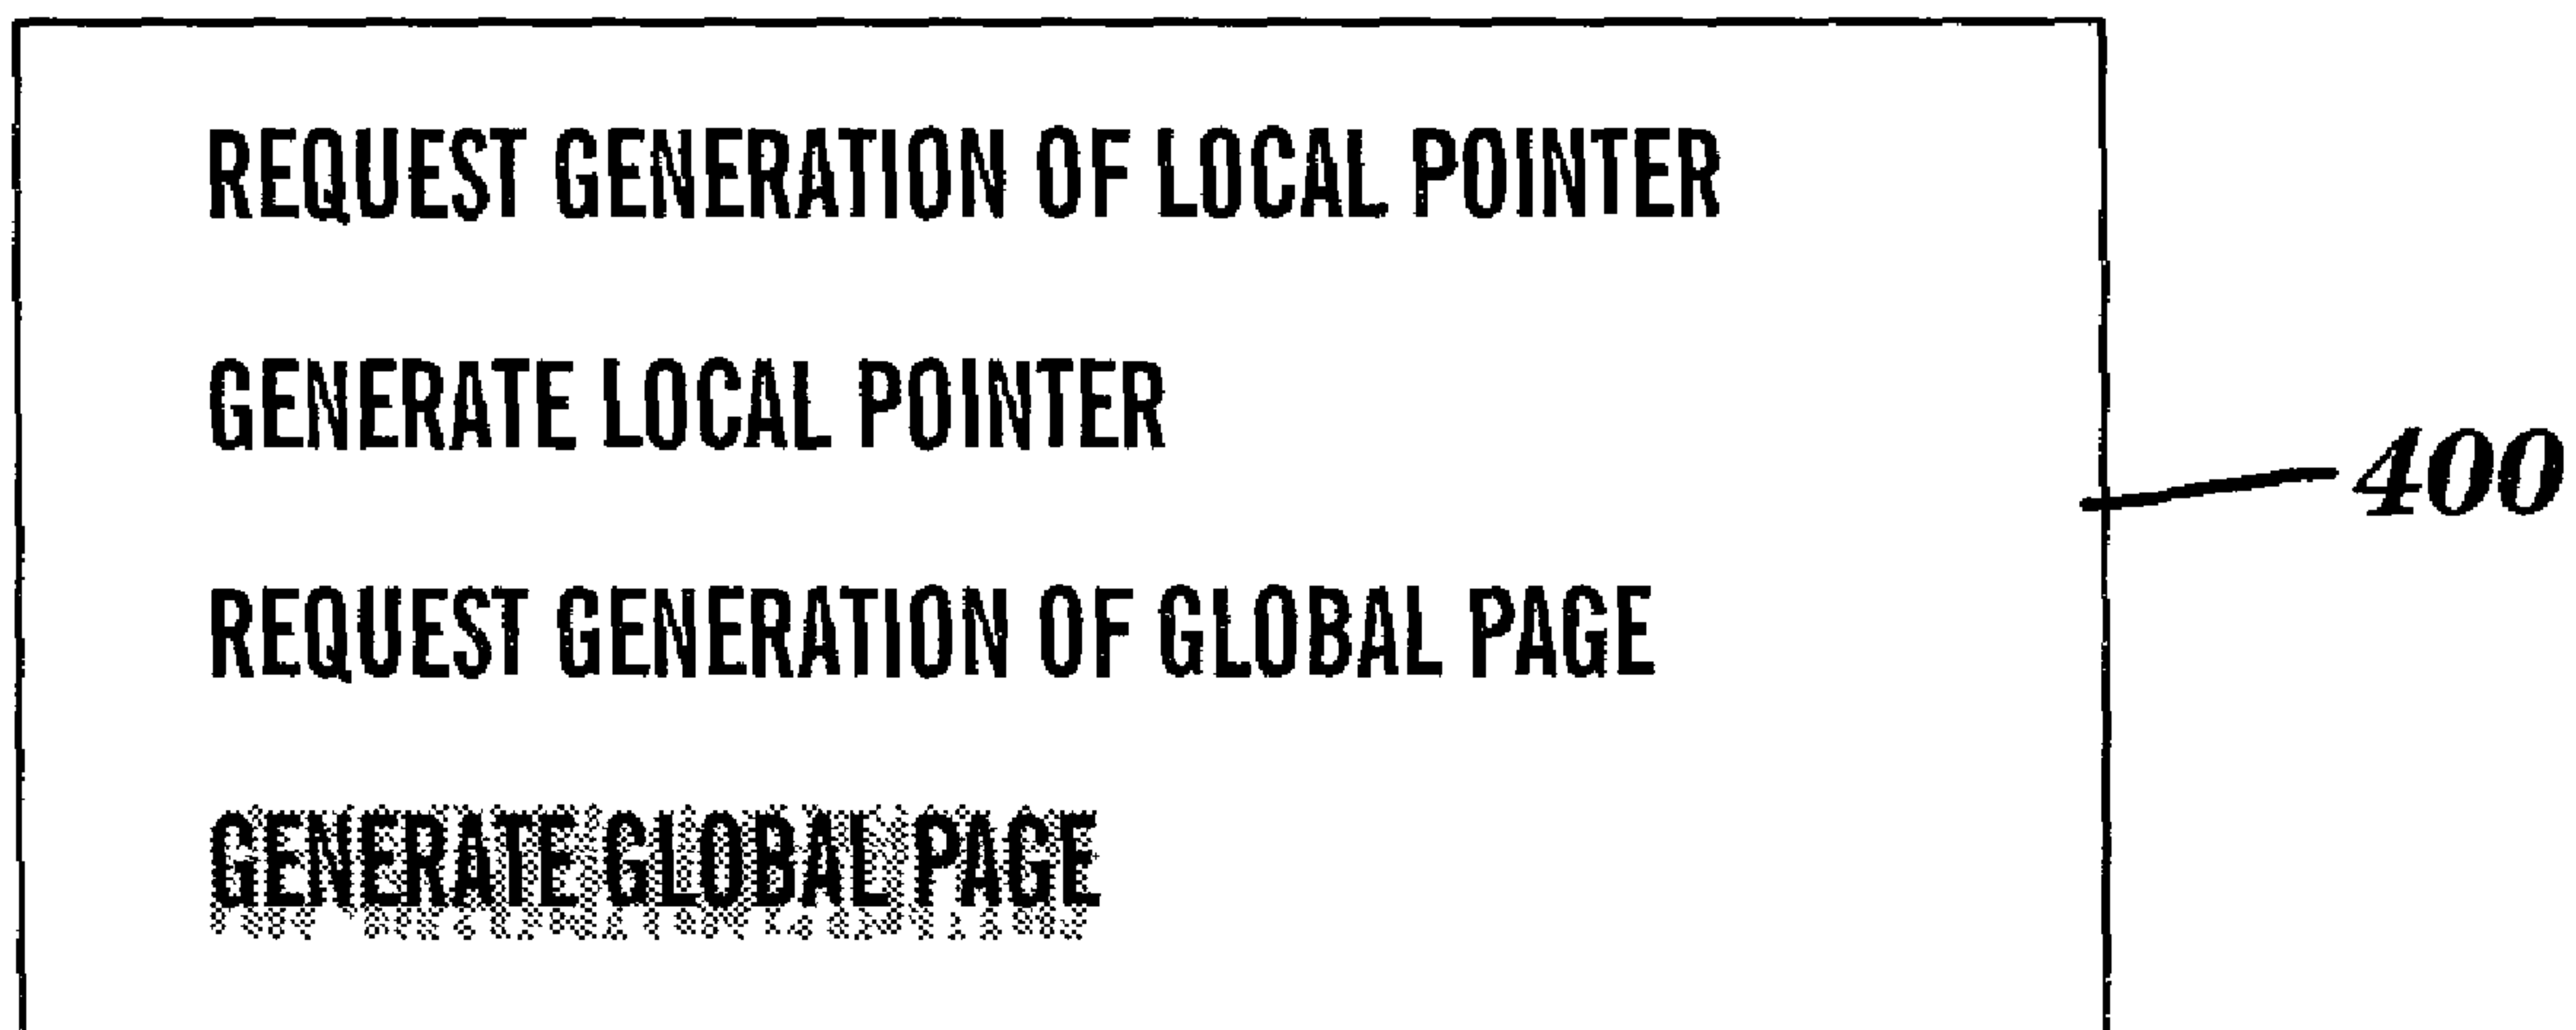 REQUEST GENERATION OF LOCAL POINTER
GENERATE LOCAL POINTER
400
REQUEST GENERATION OF GLOBAL PAGE
GENERATE GLOBAL PAGE